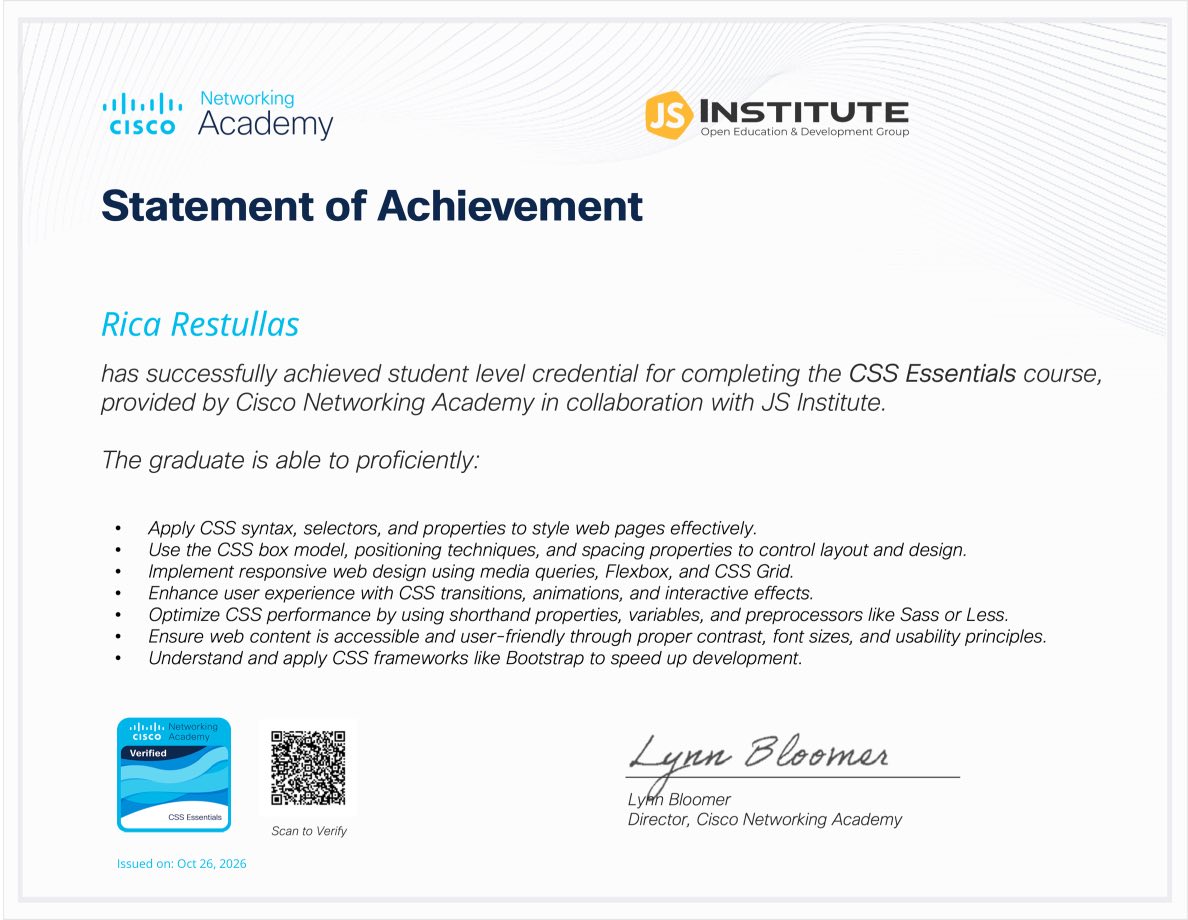 Networking
CISCO Academy
JS INSTITUTE
Open Education & Development Group
Statement of Achievement
Rica Restullas
has successfully achieved student level credential for completing the CSS Essentials course,
provided by Cisco Networking Academy in collaboration with JS Institute.
The graduate is able to proficiently:
• Apply CSS syntax, selectors, and properties to style web pages effectively.
• Use the CSS box model, positioning techniques, and spacing properties to control layout and design.
• Implement responsive web design using media queries, Flexbox, and CSS Grid.
• Enhance user experience with CSS transitions, animations, and interactive effects.
• Optimize CSS performance by using shorthand properties, variables, and preprocessors like Sass or Less.
• Ensure web content is accessible and user-friendly through proper contrast, font sizes, and usability principles.
• Understand and apply CSS frameworks like Bootstrap to speed up development.
Networking
CISCO Academy
Verified
CSS Essentials
Scan to Verify
Lynn Bloomer
Lynn Bloomer
Director, Cisco Networking Academy
Issued on: Oct 26, 2026